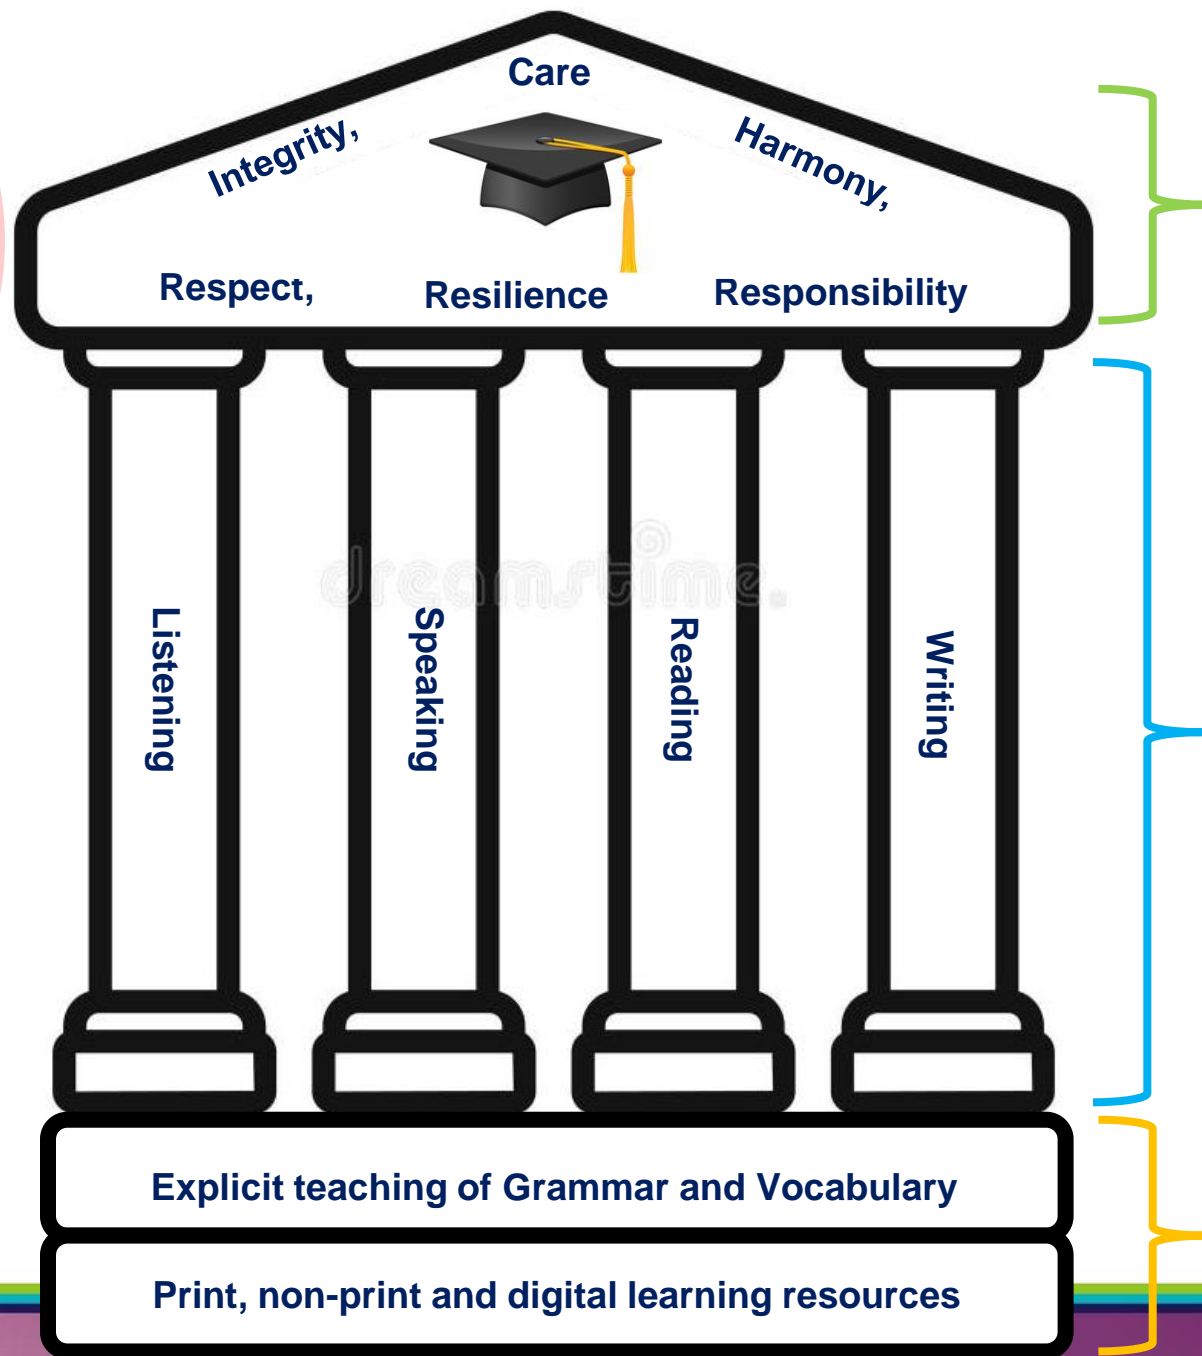 Care
Integrity,
Harmony,
Respect,
Resilience
Responsibility
dreamstime.
Listening
Speaking
Reading
Writing
Explicit teaching of Grammar and Vocabulary
Print, non-print and digital learning resources